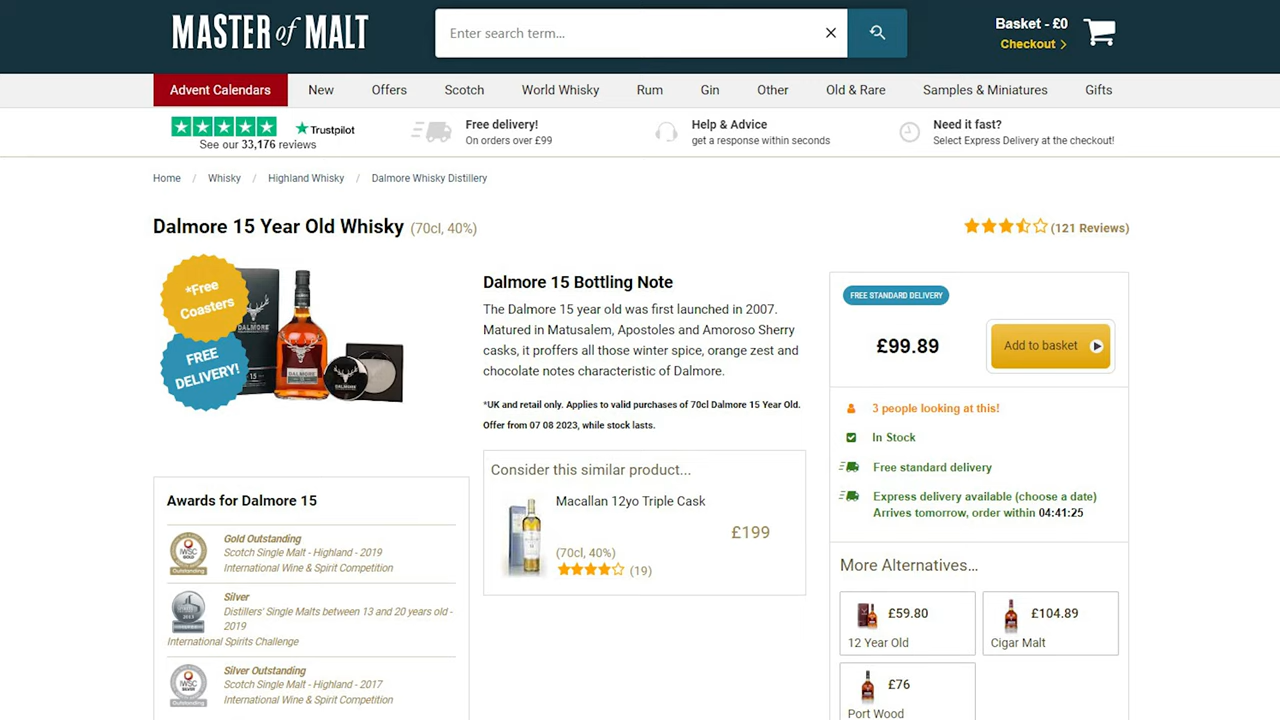 MASTER of MALT
Enter search term...
Basket - £0
Checkout
Advent Calendars
New
Offers
Scotch
World Whisky
Rum
Gin
Other
Old & Rare
Samples & Miniatures
Gifts
Trustpilot
See our 33,176 reviews
Free delivery!
On orders over £99
Help & Advice
get a response within seconds
Need it fast?
Select Express Delivery at the checkout!
Home / Whisky / Highland Whisky / Dalmore Whisky Distillery
Dalmore 15 Year Old Whisky (70cl, 40%)
(121 Reviews)
*Free
Coasters
FREE
DELIVERY!
DALMORE
DALMORE
15
Dalmore 15 Bottling Note
The Dalmore 15 year old was first launched in 2007.
Matured in Matusalem, Apostoles and Amoroso Sherry
casks, it proffers all those winter spice, orange zest and
chocolate notes characteristic of Dalmore.
*UK and retail only. Applies to valid purchases of 70cl Dalmore 15 Year Old.
Offer from 07 08 2023, while stock lasts.
Consider this similar product...
Macallan 12yo Triple Cask
£199
(70cl, 40%)
(19)
FREE STANDARD DELIVERY
£99.89
Add to basket
3 people looking at this!
In Stock
Free standard delivery
Express delivery available (choose a date)
Arrives tomorrow, order within 04:41:25
More Alternatives...
£59.80
12 Year Old
£104.89
Cigar Malt
£76
Port Wood
Awards for Dalmore 15
IWSC
GOLD
Outstanding
Gold Outstanding
Scotch Single Malt - Highland - 2019
International Wine & Spirit Competition
Silver
Distillers' Single Malts between 13 and 20 years old -
2019
International Spirits Challenge
IWSC
SILVER
Outstanding
Silver Outstanding
Scotch Single Malt - Highland - 2017
International Wine & Spirit Competition